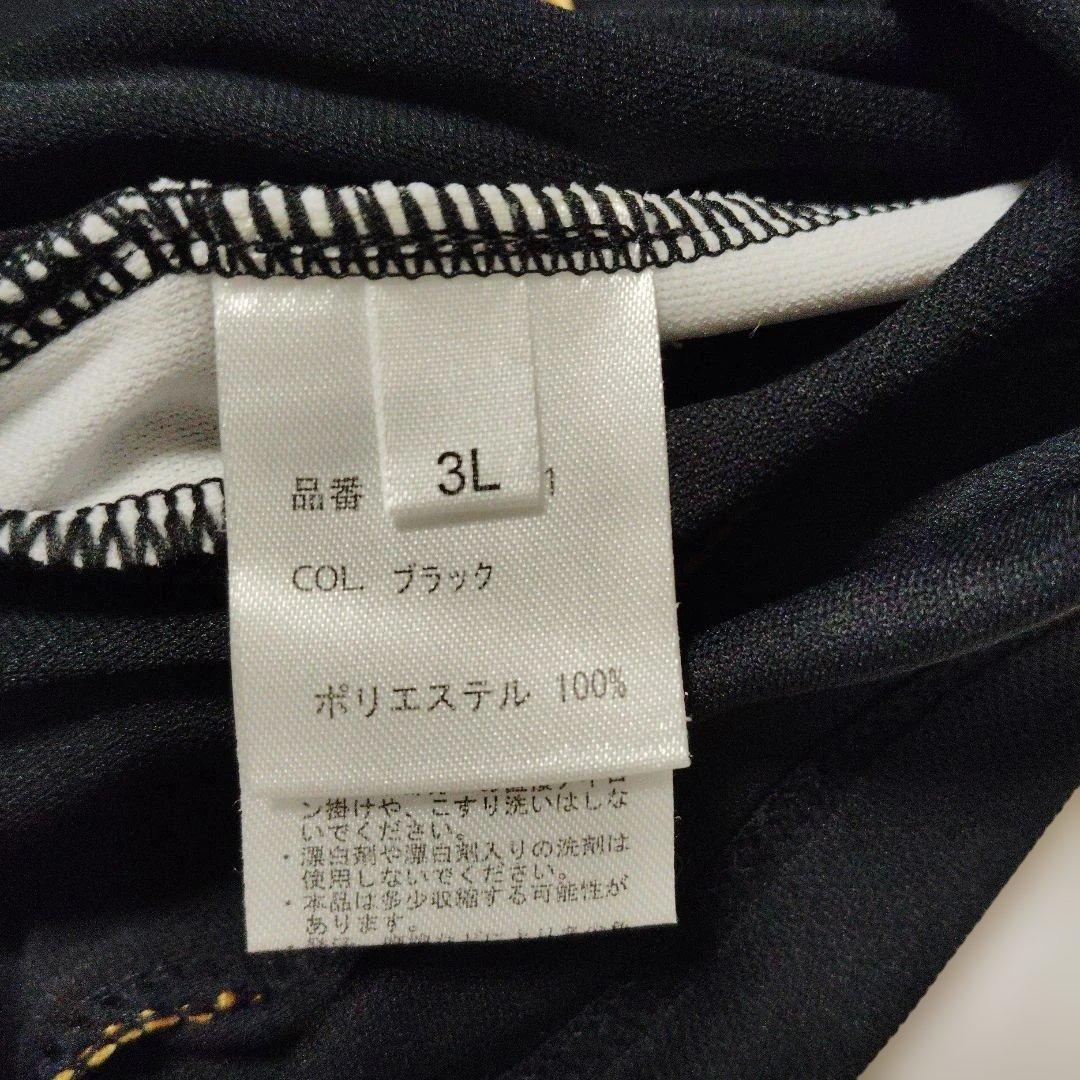 3L
品番 1
COL. ブラック
ポリエステル 100%
ン掛けや、こすり洗いはしな
いでください。
・漂白剤や漂白剤入りの洗剤は
使用しないでください。
・本品は多少収縮する可能性が
あります。